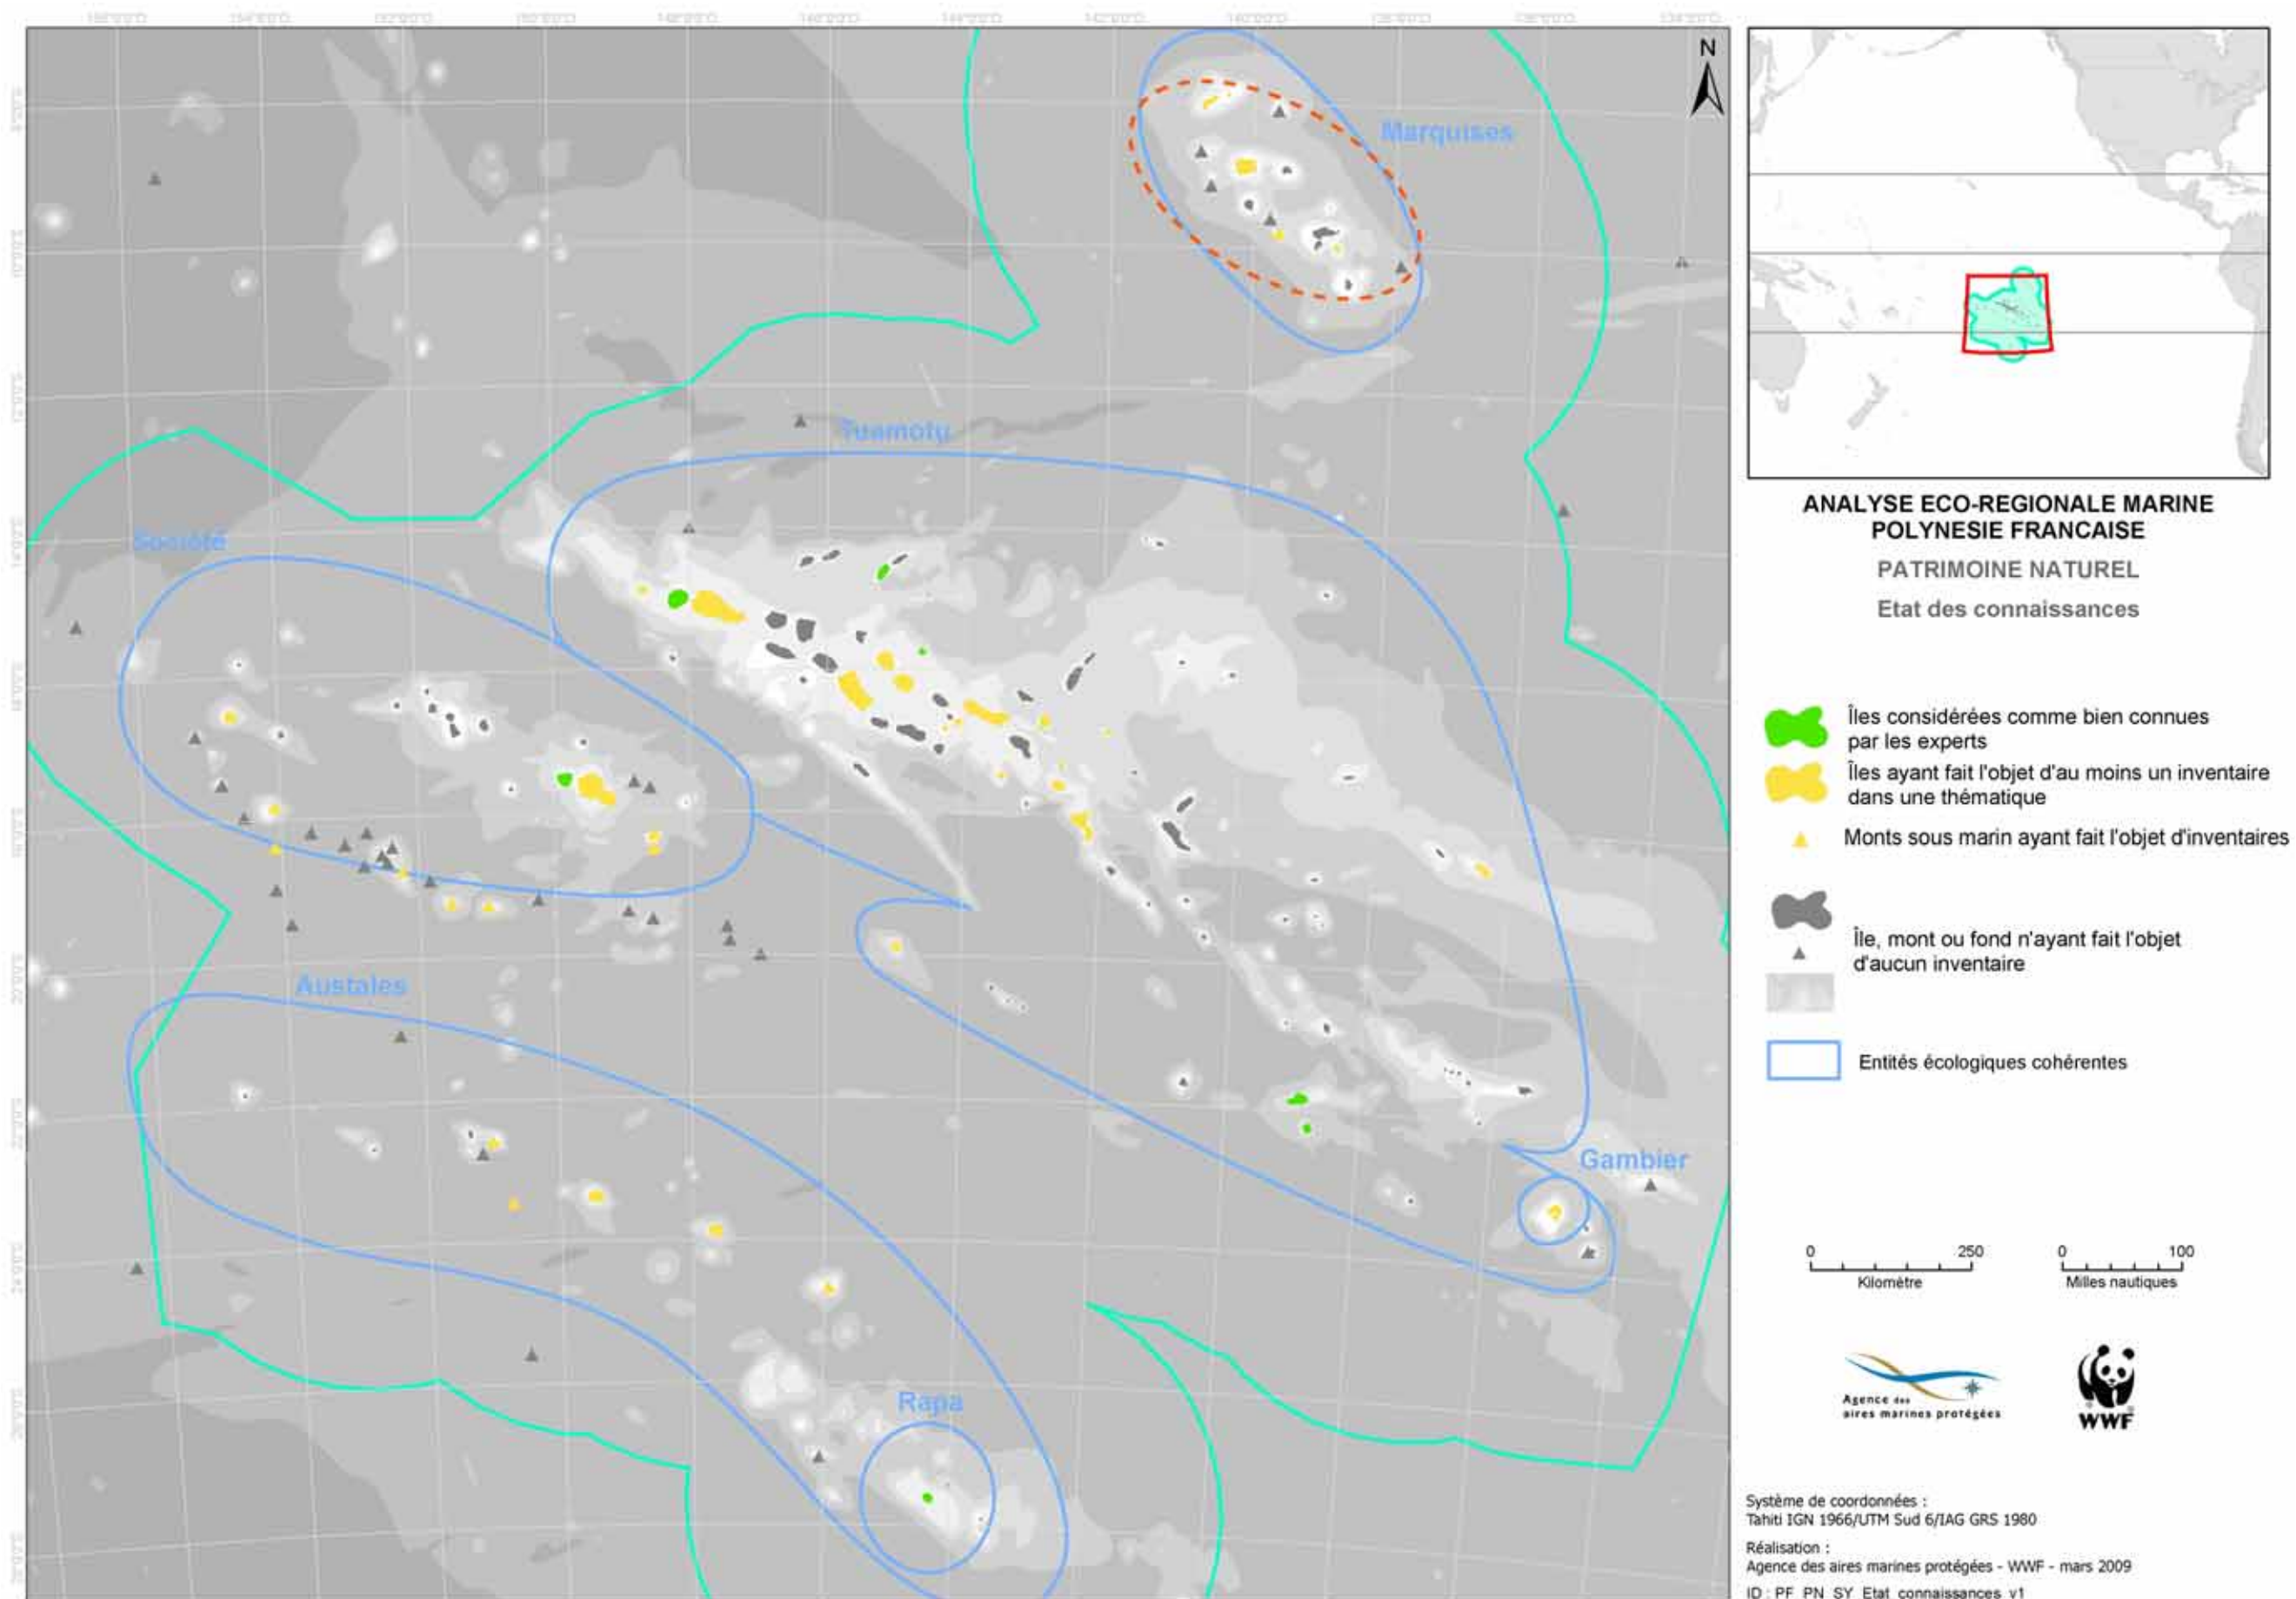 N
Marquises
Tuamotu
Société
Austales
Gambier
Rapa
ANALYSE ECO-REGIONALE MARINE
POLYNESIE FRANCAISE
PATRIMOINE NATUREL
Etat des connaissances
Îles considérées comme bien connues
par les experts
Îles ayant fait l'objet d'au moins un inventaire
dans une thématique
Monts sous marin ayant fait l'objet d'inventaires
Île, mont ou fond n'ayant fait l'objet
d'aucun inventaire
Entités écologiques cohérentes
0 250
Kilomètre
0 100
Milles nautiques
Agence des
aires marines protégées
WWF
Système de coordonnées :
Tahiti IGN 1966/UTM Sud 6/IAG GRS 1980
Réalisation :
Agence des aires marines protégées - WWF - mars 2009
ID : PF_PN_SY_Etat_connaissances_v1